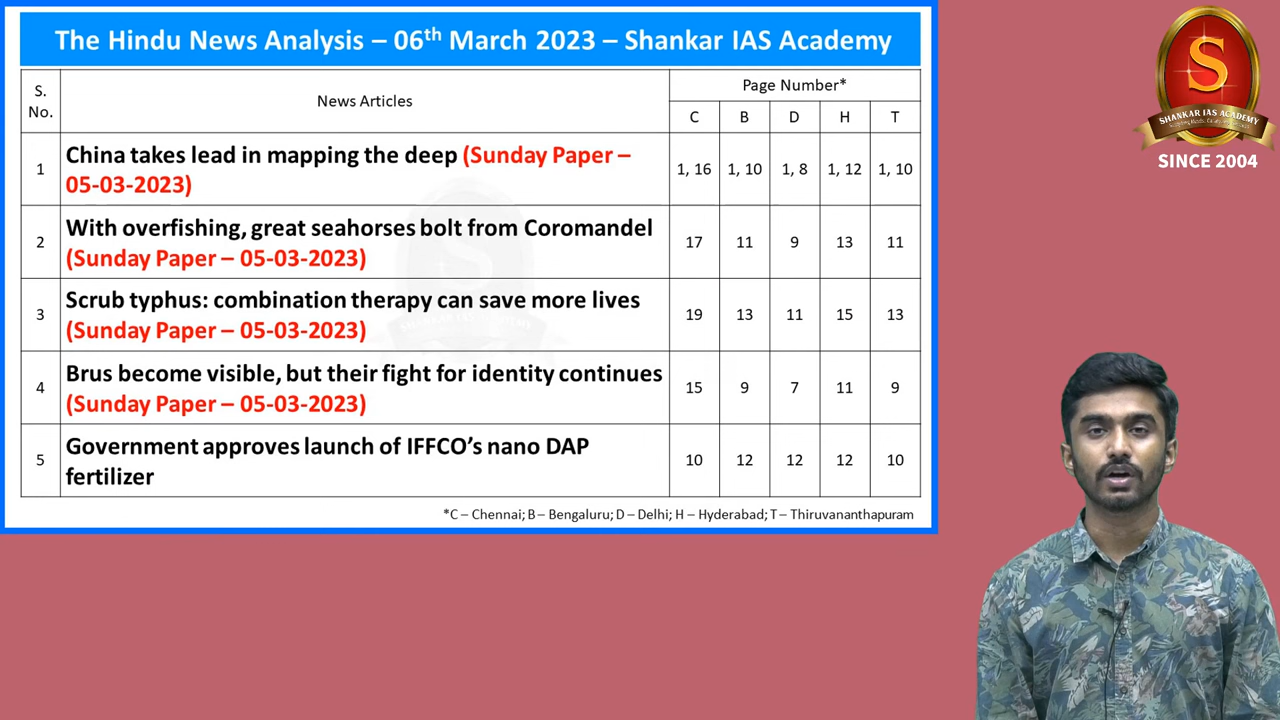 The Hindu News Analysis – 06th March 2023 – Shankar IAS Academy
S. No.
News Articles
Page Number*
C B D H T
1
China takes lead in mapping the deep (Sunday Paper –
05-03-2023)
1, 16 1, 10 1, 8 1, 12 1, 10
2
With overfishing, great seahorses bolt from Coromandel
(Sunday Paper – 05-03-2023)
17 11 9 13 11
3
Scrub typhus: combination therapy can save more lives
(Sunday Paper – 05-03-2023)
19 13 11 15 13
4
Brus become visible, but their fight for identity continues
(Sunday Paper – 05-03-2023)
15 9 7 11 9
5
Government approves launch of IFFCO’s nano DAP
fertilizer
10 12 12 12 10
*C – Chennai; B – Bengaluru; D – Delhi; H – Hyderabad; T – Thiruvananthapuram
S
SHANKAR IAS ACADEMY
SINCE 2004